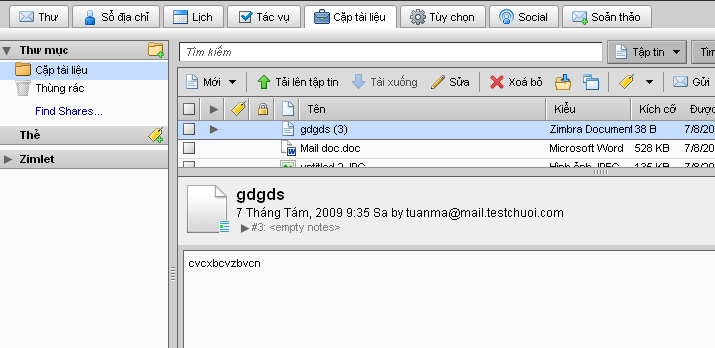 Thư Sổ địa chỉ Lịch Tác vụ Cặp tài liệu Tùy chọn Social Soản thảo
Thư mục
Cặp tài liệu
Thùng rác
Find Shares...
Thẻ
Zimlet
Tìm kiếm Tập tin Tìm
Mới Tải lên tập tin Tải xuống Sửa Xoá bỏ Gửi
Tên Kiểu Kích cỡ Được
gdgds (3) Zimbra Document 38 B 7/8/20
Mail doc.doc Microsoft Word 528 KB 7/8/20
untitled 2.JPG Hình ảnh JPEG 135 KB 7/8/20
gdgds
7 Tháng Tám, 2009 9:35 Sa by tuanma@mail.testchuoi.com
#3: <empty notes>
cvcxbcvzbvcn